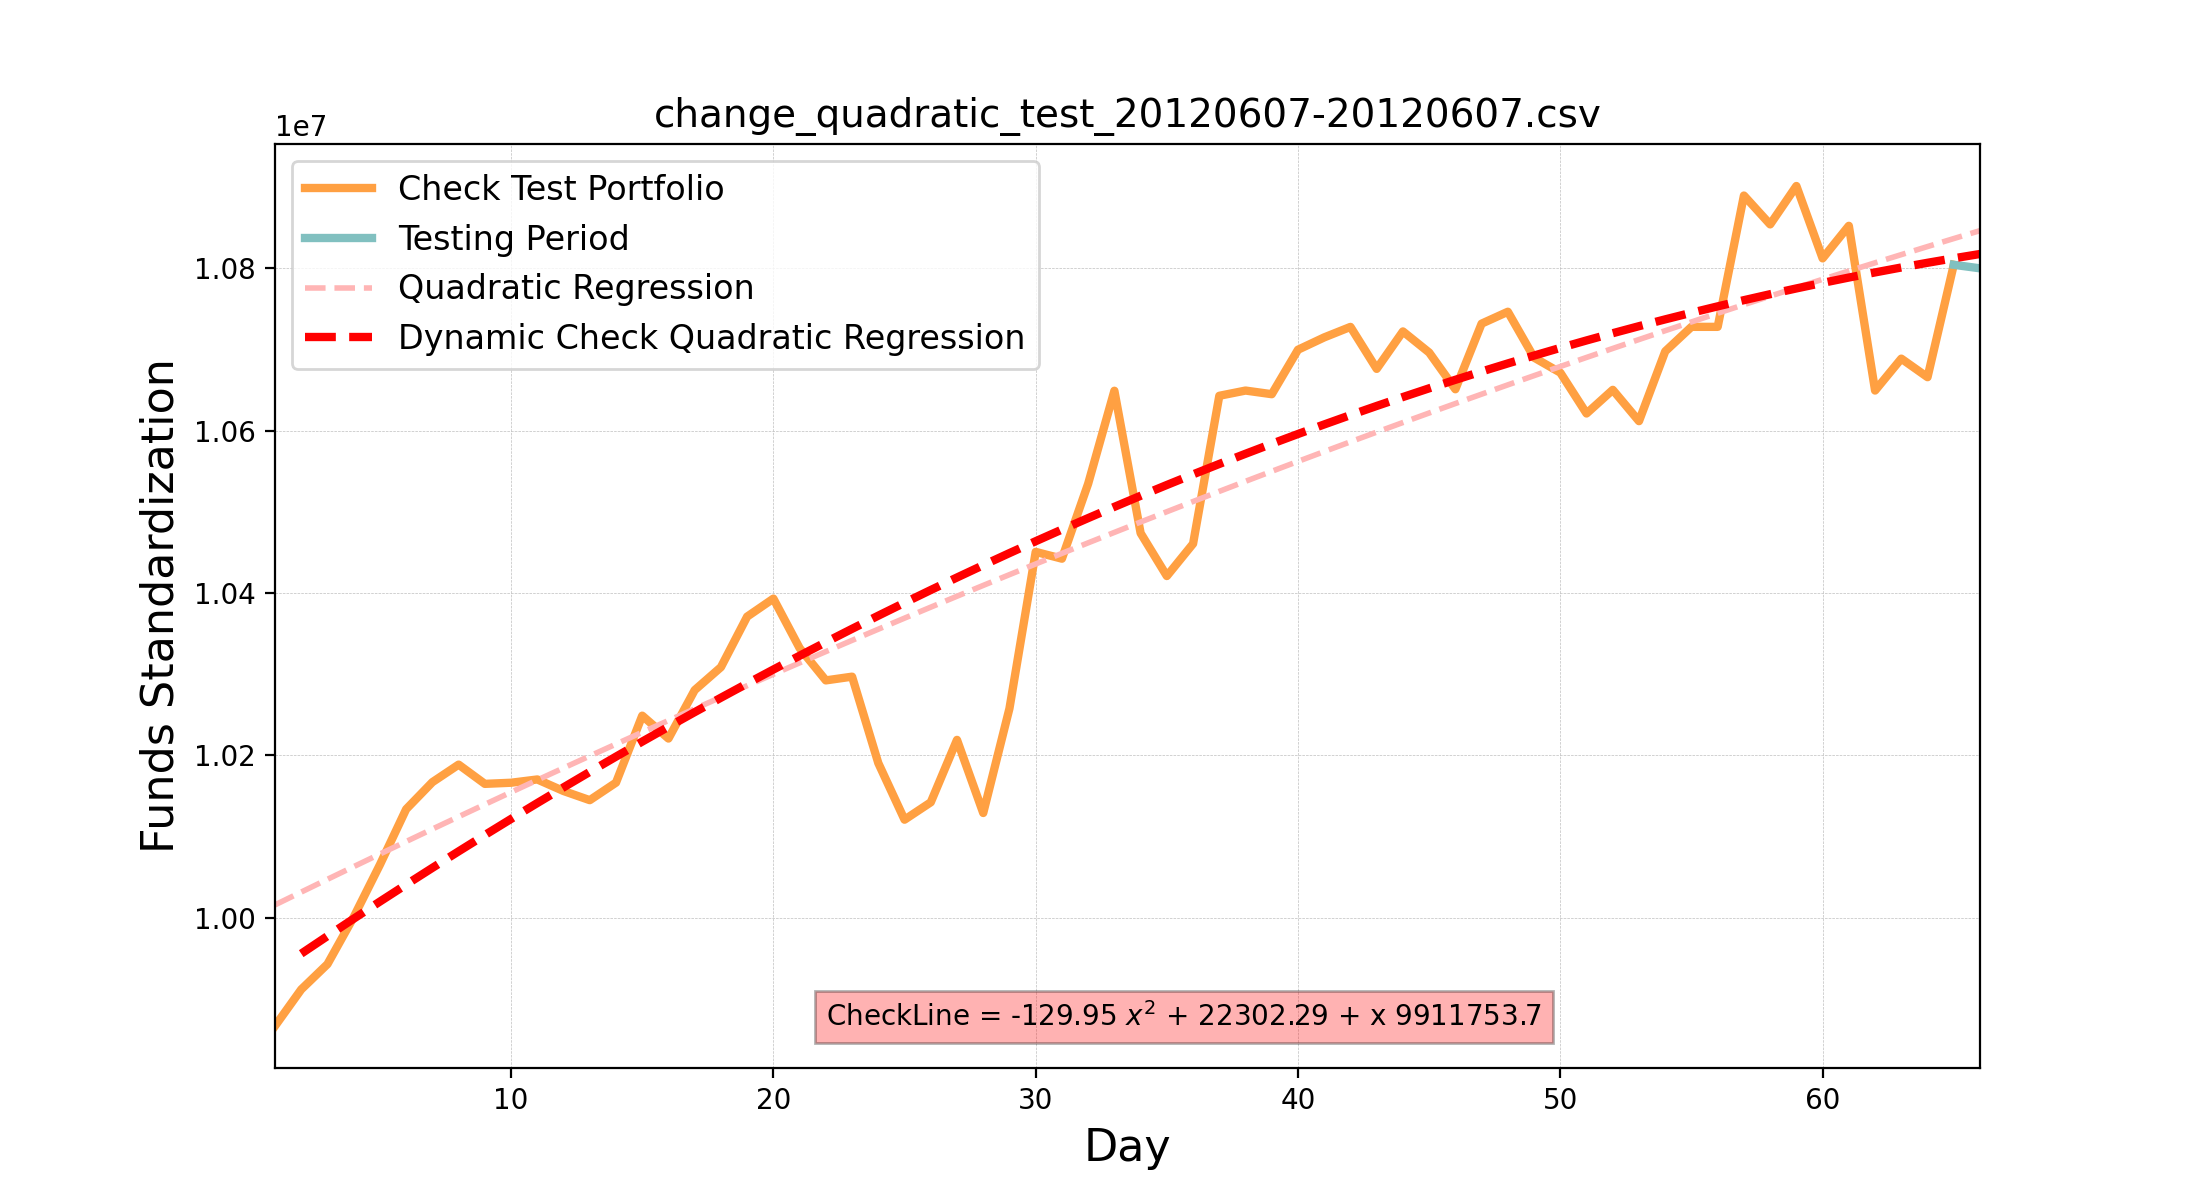 change_quadratic_test_20120607-20120607.csv
1e7
Check Test Portfolio
Testing Period
Quadratic Regression
Dynamic Check Quadratic Regression
1.08
1.06
1.04
1.02
1.00
Funds Standardization
CheckLine = -129.95 x² + 22302.29 + x 9911753.7
10 20 30 40 50 60
Day